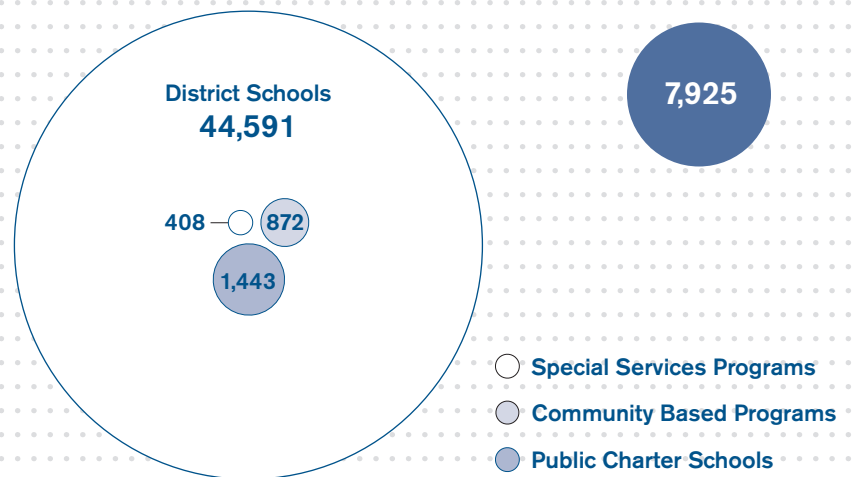 District Schools
44,591
7,925
408
872
1,443
Special Services Programs
Community Based Programs
Public Charter Schools